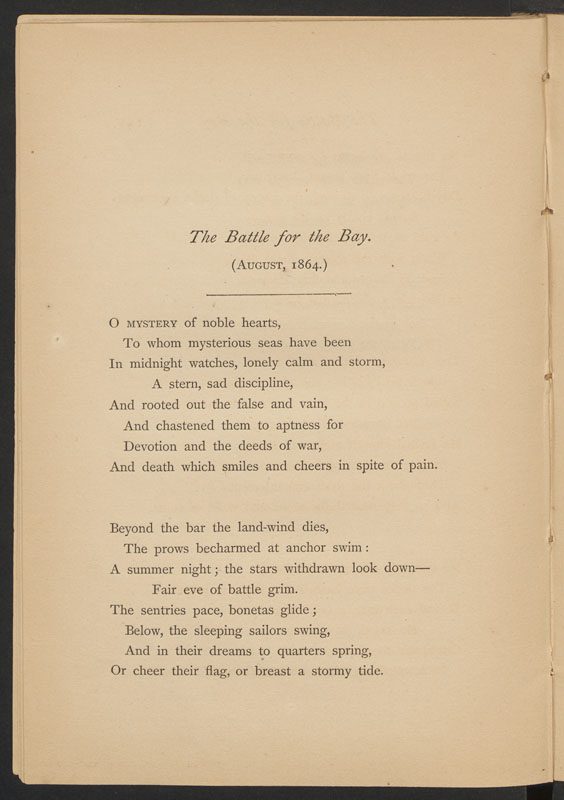 The Battle for the Bay.
(August, 1864.)
O mystery of noble hearts,
To whom mysterious seas have been
In midnight watches, lonely calm and storm,
A stern, sad discipline,
And rooted out the false and vain,
And chastened them to aptness for
Devotion and the deeds of war,
And death which smiles and cheers in spite of pain.
Beyond the bar the land-wind dies,
The prows becharmed at anchor swim:
A summer night; the stars withdrawn look down—
Fair eve of battle grim.
The sentries pace, bonetas glide;
Below, the sleeping sailors swing,
And in their dreams to quarters spring,
Or cheer their flag, or breast a stormy tide.